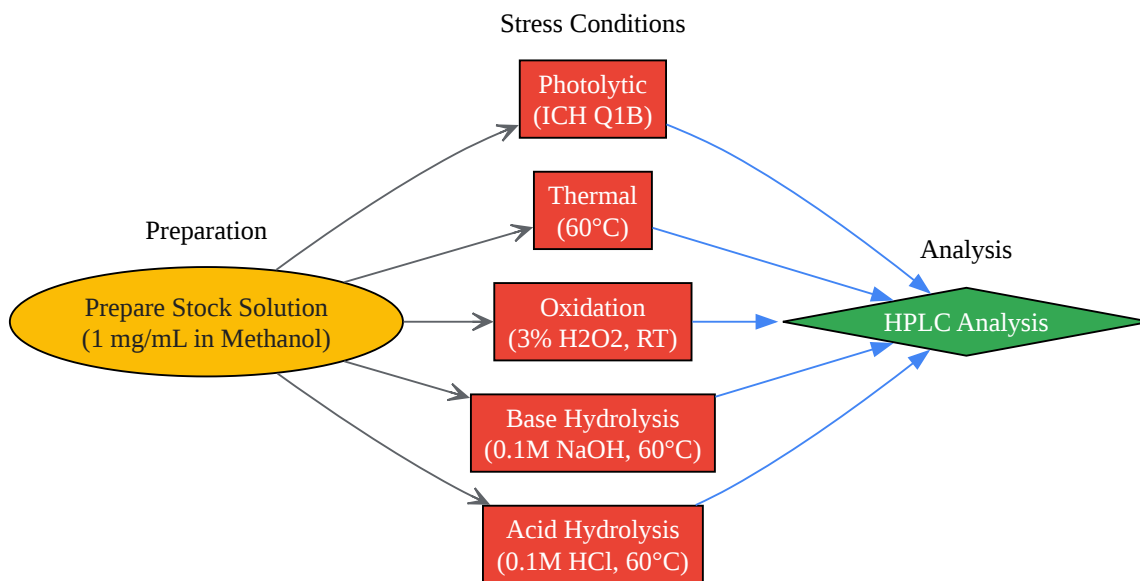 Stress Conditions
Photolytic
(ICH Q1B)
Thermal
(60°C)
Preparation
Analysis
Prepare Stock Solution
(1 mg/mL in Methanol)
Oxidation
(3% H2O2, RT)
HPLC Analysis
Base Hydrolysis
(0.1M NaOH, 60°C)
Acid Hydrolysis
(0.1M HCl, 60°C)